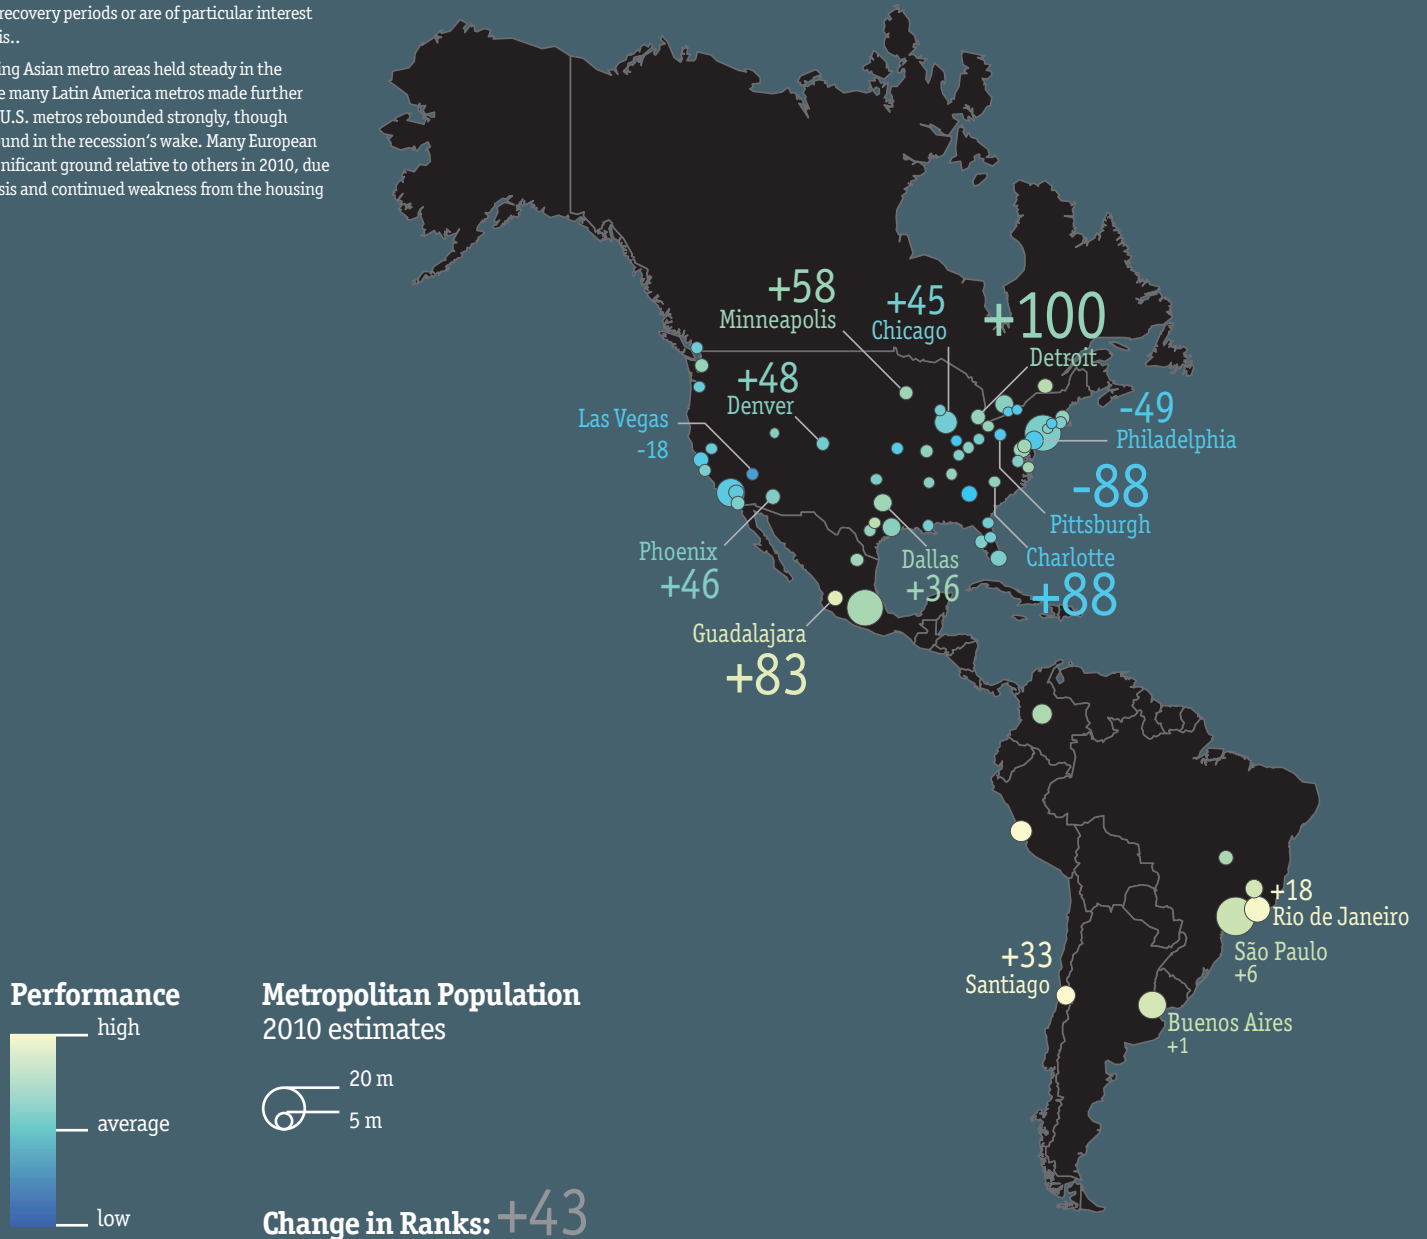 recovery periods or are of particular interest
is..
ing Asian metro areas held steady in the
e many Latin America metros made further
U.S. metros rebounded strongly, though
und in the recession's wake. Many European
nificant ground relative to others in 2010, due
sis and continued weakness from the housing
+58
Minneapolis
+45
Chicago
+100
Detroit
+48
Denver
Las Vegas
-18
-49
Philadelphia
-88
Pittsburgh
Phoenix
+46
Dallas
+36
Charlotte
+88
Guadalajara
+83
+18
Rio de Janeiro
São Paulo
+6
+33
Santiago
Buenos Aires
+1
Performance
high
average
low
Metropolitan Population
2010 estimates
20 m
5 m
Change in Ranks: +43